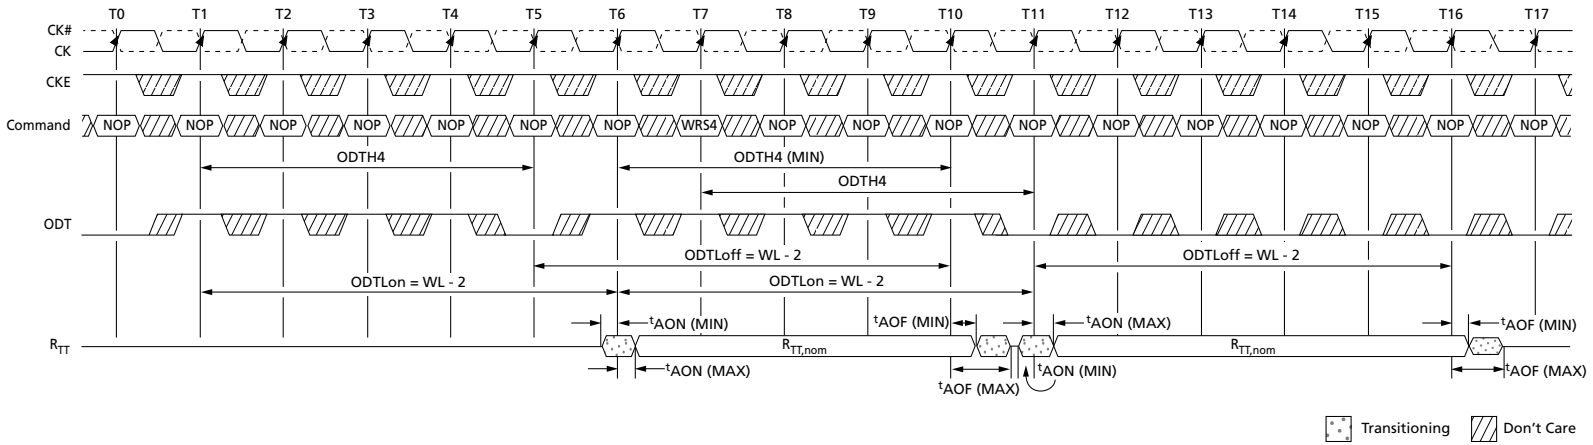 T0 T1 T2 T3 T4 T5 T6 T7 T8 T9 T10 T11 T12 T13 T14 T15 T16 T17
CK#
CK
CKE
Command NOP NOP NOP NOP NOP NOP NOP WRS4 NOP NOP NOP NOP NOP NOP NOP NOP NOP NOP
ODTH4 ODTH4 (MIN)
ODTH4
ODT
ODTLoff = WL - 2 ODTLoff = WL - 2
ODTLon = WL - 2 ODTLon = WL - 2
tAON (MIN) tAOF (MIN) tAON (MAX) tAOF (MIN)
RTT RTT,nom RTT,nom
tAON (MAX) tAON (MIN) tAOF (MAX)
tAOF (MAX)
Transitioning Don't Care